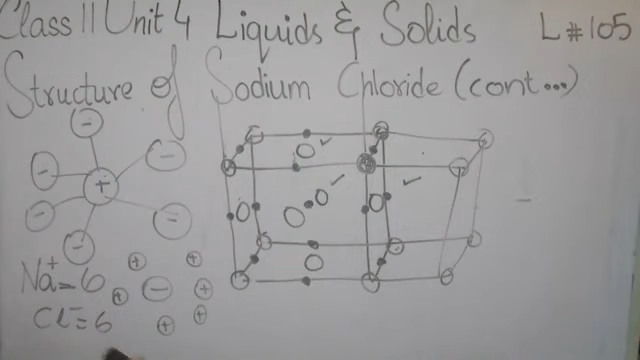 Class 11 Unit 4 Liquids & Solids L#105
Structure of Sodium Chloride (cont...)
Na⁺=6
Cl⁻=6